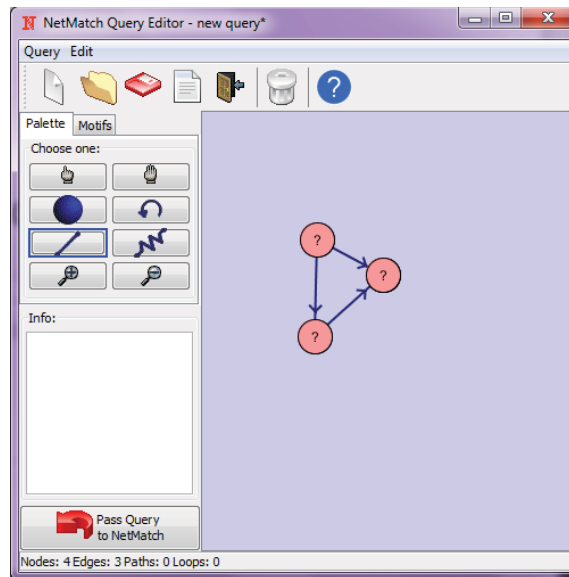 NetMatch Query Editor - new query*
Query Edit
?
Palette Motifs
Choose one:
?
?
?
Info:
Pass Query
to NetMatch
Nodes: 4 Edges: 3 Paths: 0 Loops: 0